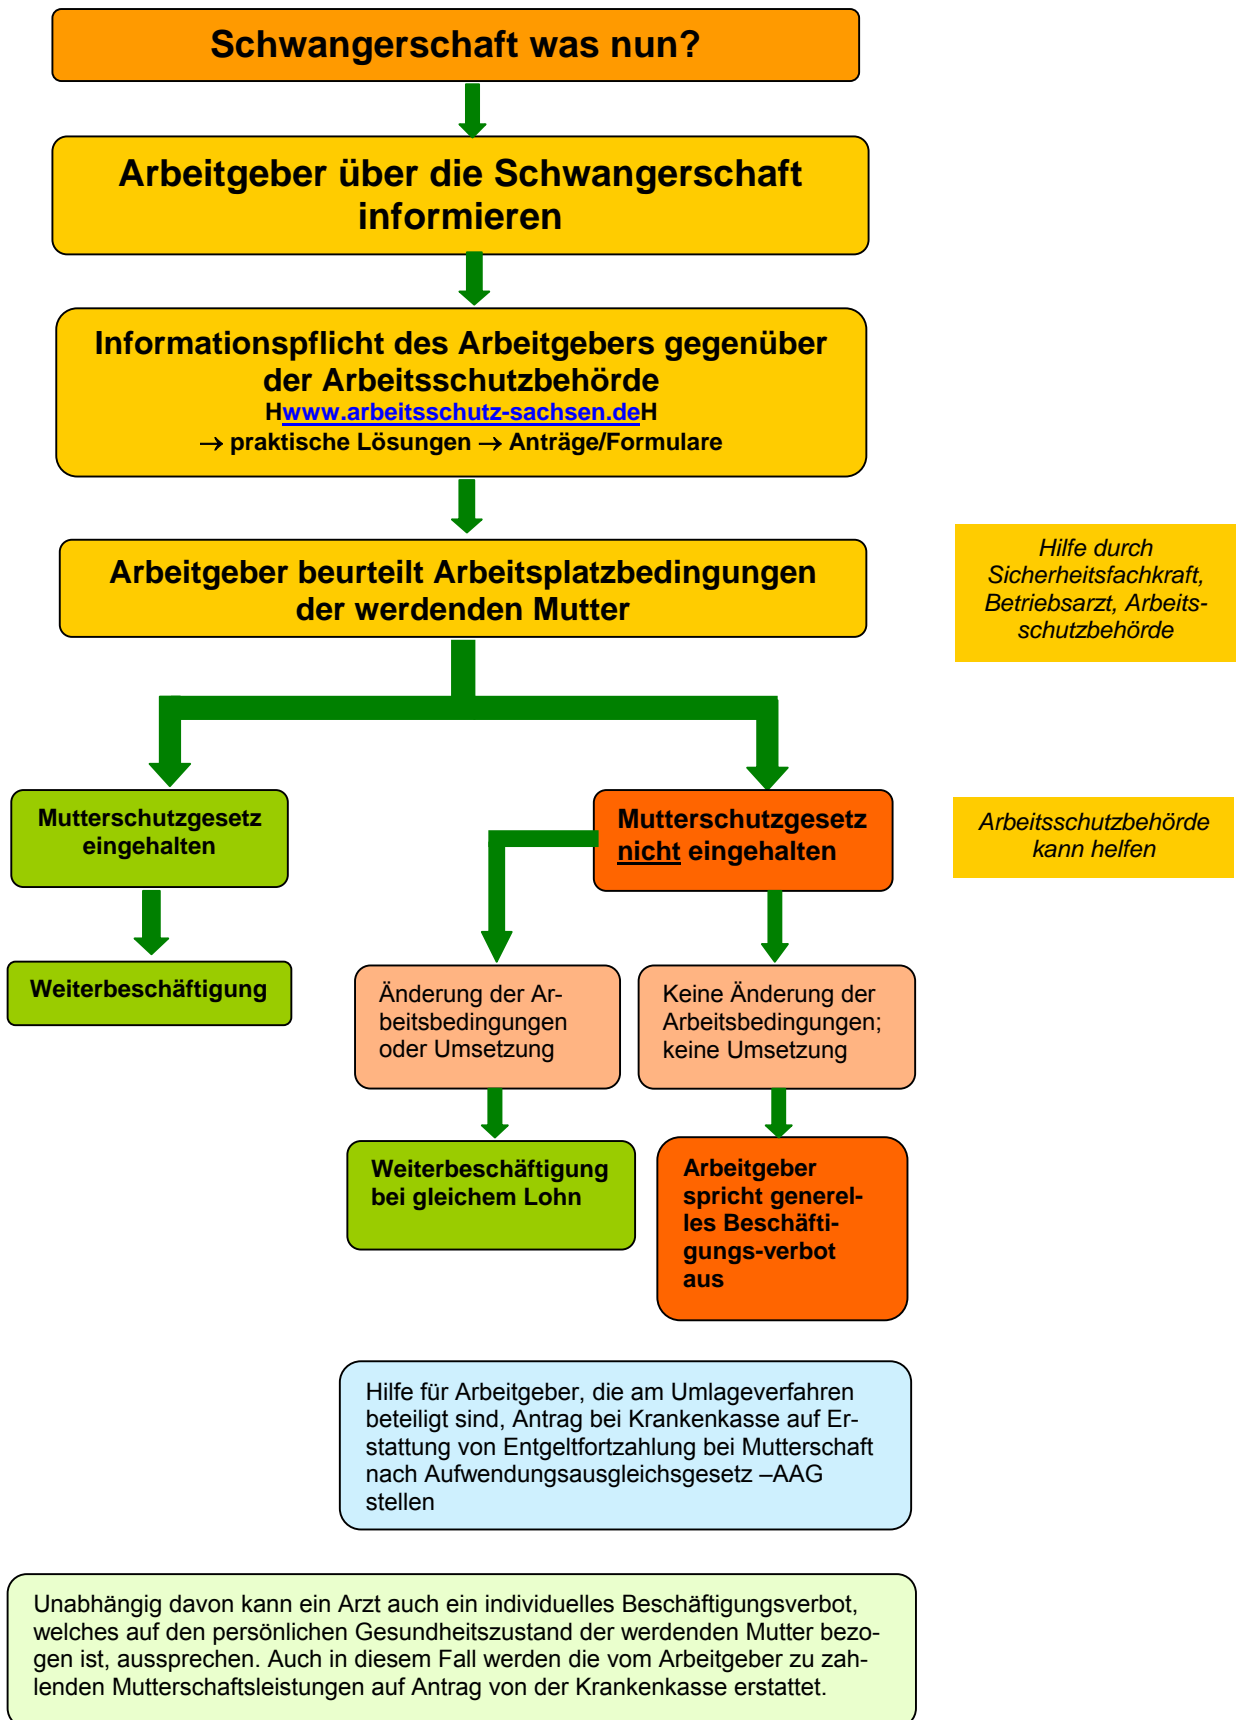 Schwangerschaft was nun?
Arbeitgeber über die Schwangerschaft
informieren
Informationspflicht des Arbeitgebers gegenüber
der Arbeitsschutzbehörde
Hwww.arbeitsschutz-sachsen.deH
→ praktische Lösungen → Anträge/Formulare
Arbeitgeber beurteilt Arbeitsplatzbedingungen
der werdenden Mutter
Hilfe durch
Sicherheitsfachkraft,
Betriebsarzt, Arbeits-
schutzbehörde
Mutterschutzgesetz
eingehalten
Mutterschutzgesetz
nicht eingehalten
Arbeitsschutzbehörde
kann helfen
Weiterbeschäftigung
Änderung der Ar-
beitsbedingungen
oder Umsetzung
Keine Änderung der
Arbeitsbedingungen;
keine Umsetzung
Weiterbeschäftigung
bei gleichem Lohn
Arbeitgeber
spricht generel-
les Beschäfti-
gungs-verbot
aus
Hilfe für Arbeitgeber, die am Umlageverfahren
beteiligt sind, Antrag bei Krankenkasse auf Er-
stattung von Entgeltfortzahlung bei Mutterschaft
nach Aufwendungsausgleichsgesetz –AAG
stellen
Unabhängig davon kann ein Arzt auch ein individuelles Beschäftigungsverbot,
welches auf den persönlichen Gesundheitszustand der werdenden Mutter bezo-
gen ist, aussprechen. Auch in diesem Fall werden die vom Arbeitgeber zu zah-
lenden Mutterschaftsleistungen auf Antrag von der Krankenkasse erstattet.